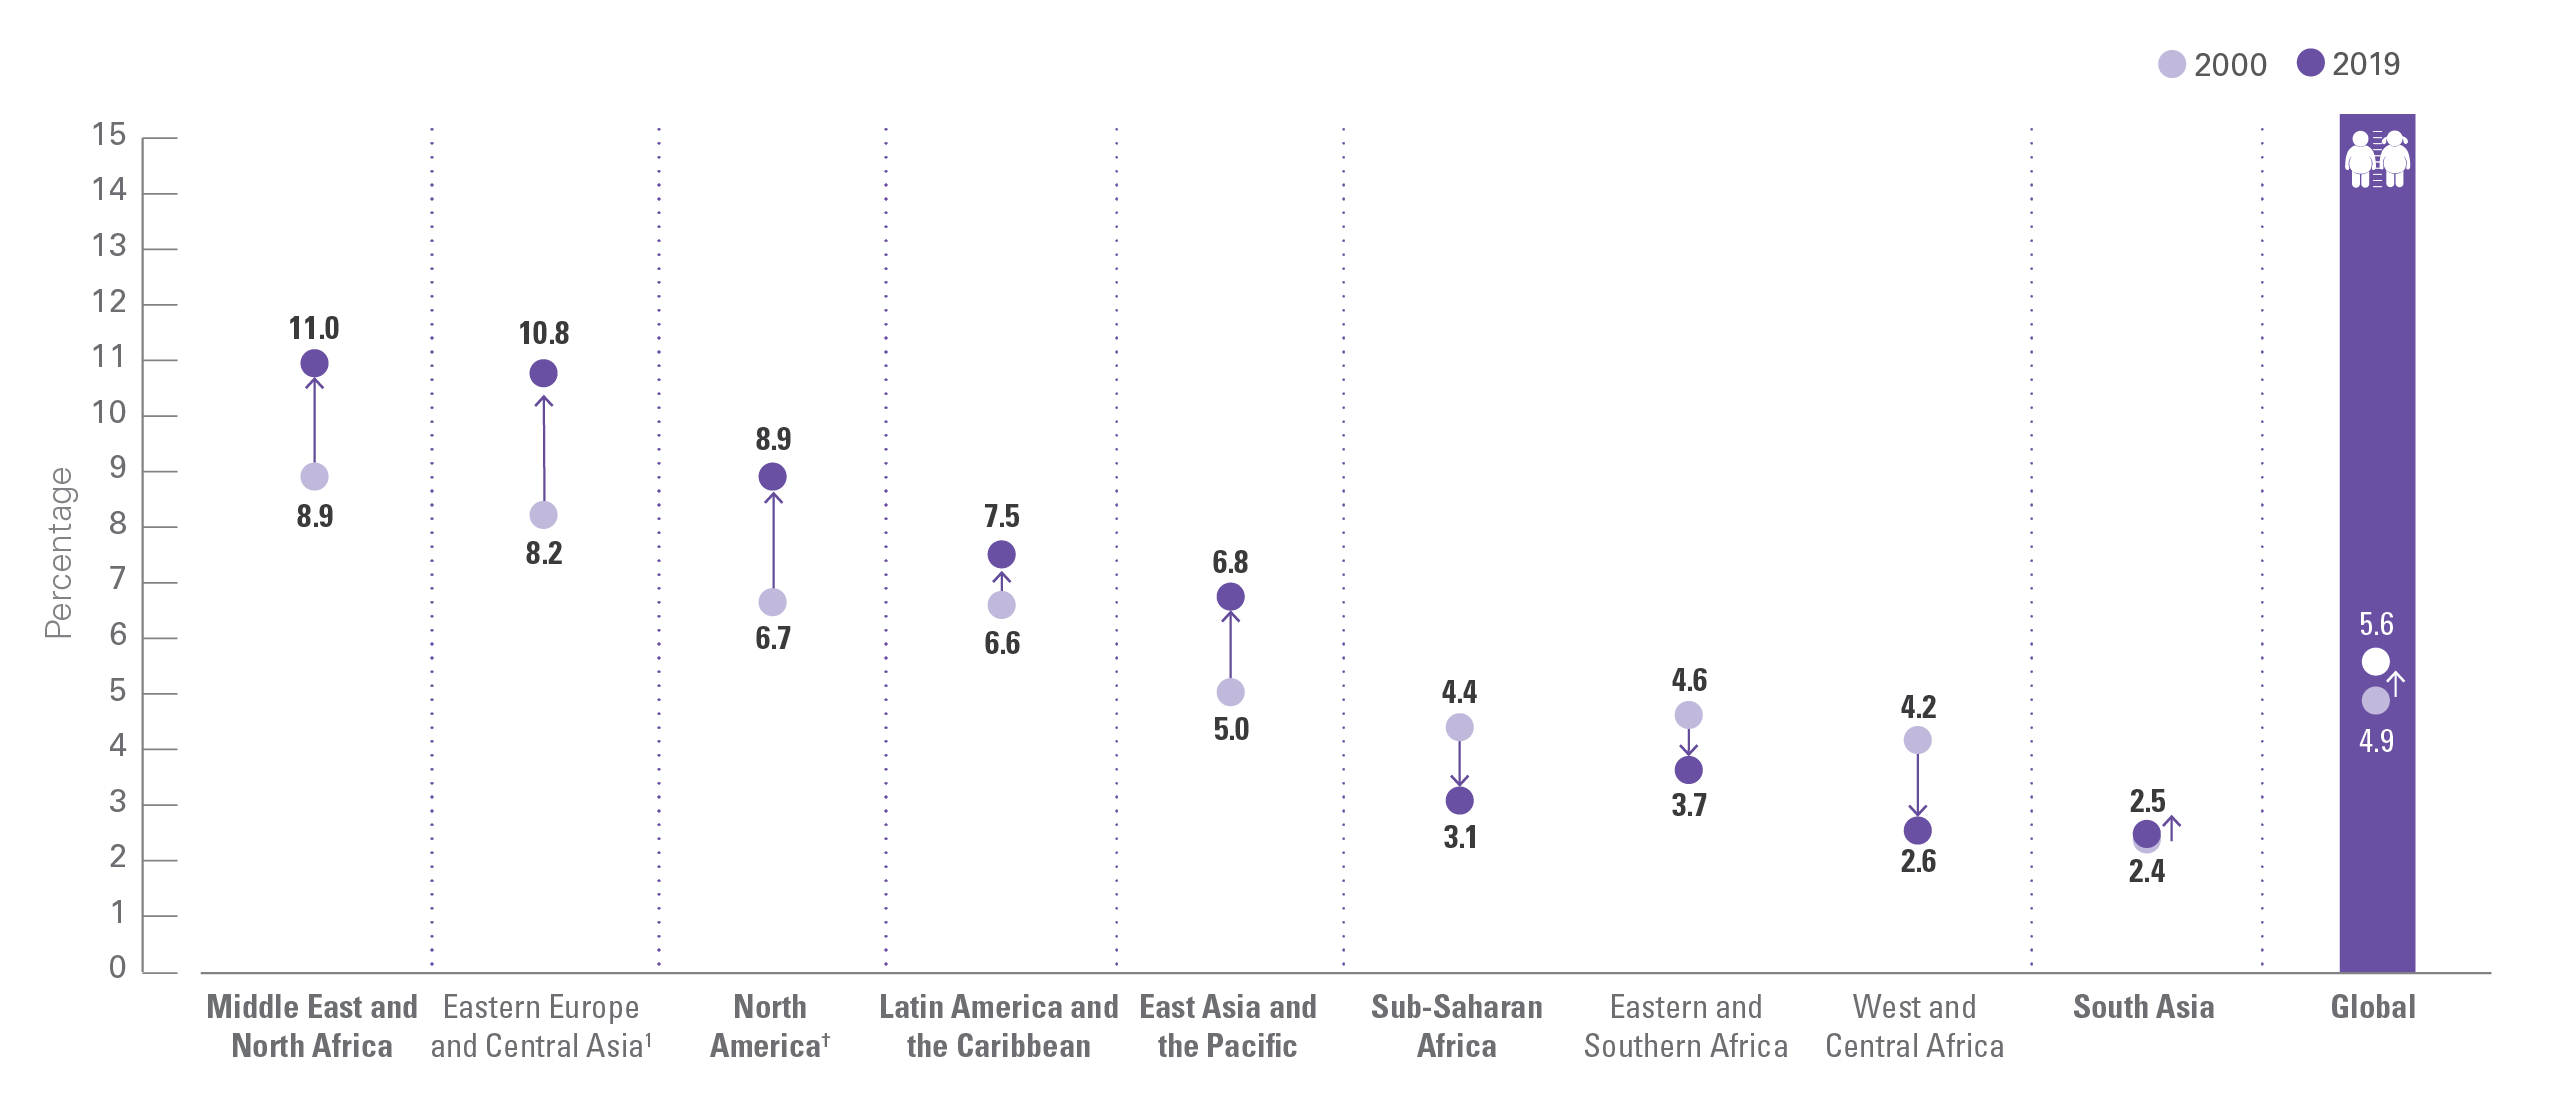 2000 2019
15
14
13
12
11
10
9
8
7
6
5
4
3
2
1
0
Percentage
11.0
8.9
10.8
8.2
8.9
6.7
7.5
6.6
6.8
5.0
4.4
3.1
4.6
3.7
4.2
2.6
2.5
2.4
5.6
4.9
Middle East and
North Africa
Eastern Europe
and Central Asia¹
North
America†
Latin America and
the Caribbean
East Asia and
the Pacific
Sub-Saharan
Africa
Eastern and
Southern Africa
West and
Central Africa
South Asia
Global